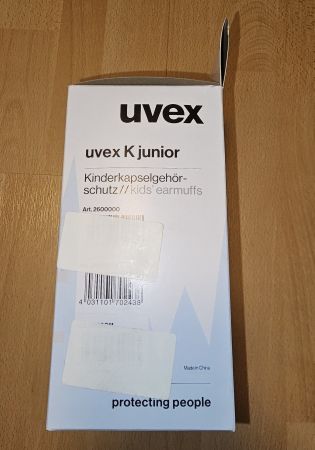 uvex
uvex K junior
Kinderkapselgehör-
schutz // kids' earmuffs
Art. 2600000
4 031101 702438
Made in China
protecting people